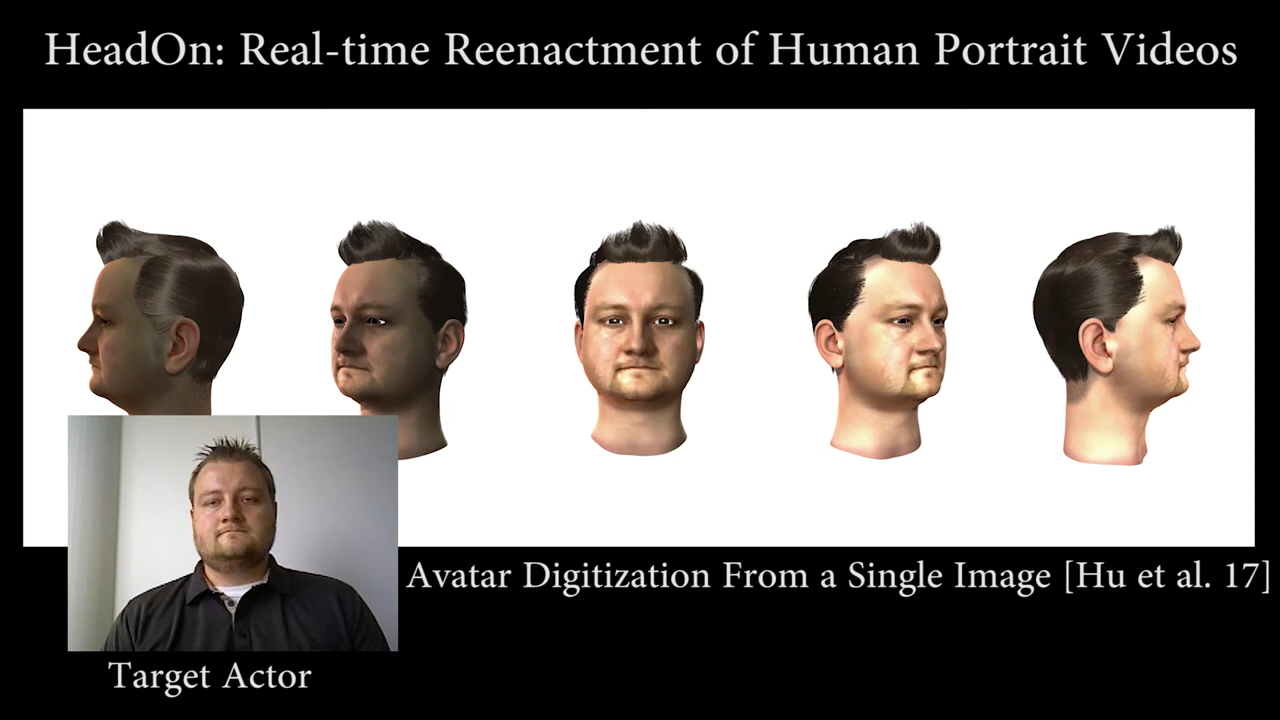 HeadOn: Real-time Reenactment of Human Portrait Videos
Avatar Digitization From a Single Image [Hu et al. 17]
Target Actor